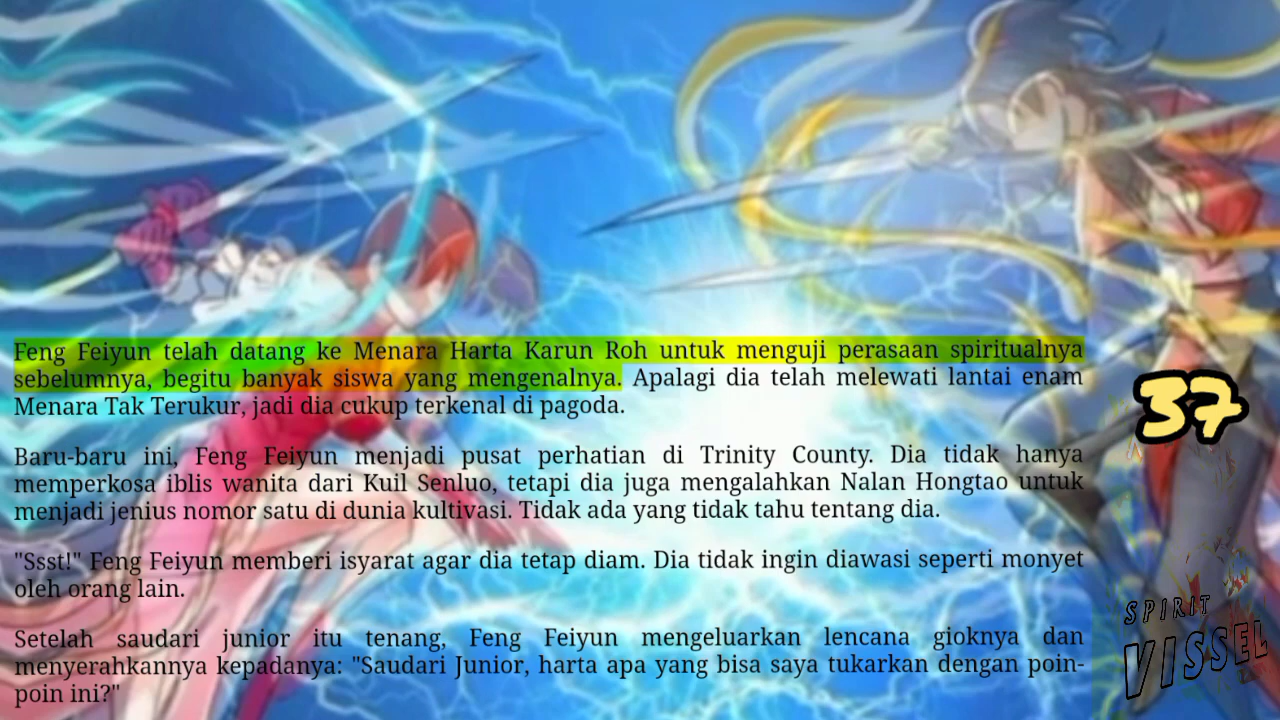 Feng Feiyun telah datang ke Menara Harta Karun Roh untuk menguji perasaan spiritualnya
sebelumnya, begitu banyak siswa yang mengenalnya. Apalagi dia telah melewati lantai enam
Menara Tak Terukur, jadi dia cukup terkenal di pagoda.
Baru-baru ini, Feng Feiyun menjadi pusat perhatian di Trinity County. Dia tidak hanya
memperkosa iblis wanita dari Kuil Senluo, tetapi dia juga mengalahkan Nalan Hongtao untuk
menjadi jenius nomor satu di dunia kultivasi. Tidak ada yang tidak tahu tentang dia.
"Ssst!" Feng Feiyun memberi isyarat agar dia tetap diam. Dia tidak ingin diawasi seperti monyet
oleh orang lain.
Setelah saudari junior itu tenang, Feng Feiyun mengeluarkan lencana gioknya dan
menyerahkannya kepadanya: "Saudari Junior, harta apa yang bisa saya tukarkan dengan poin-
poin ini?"
37
SPIRIT
VISSEL